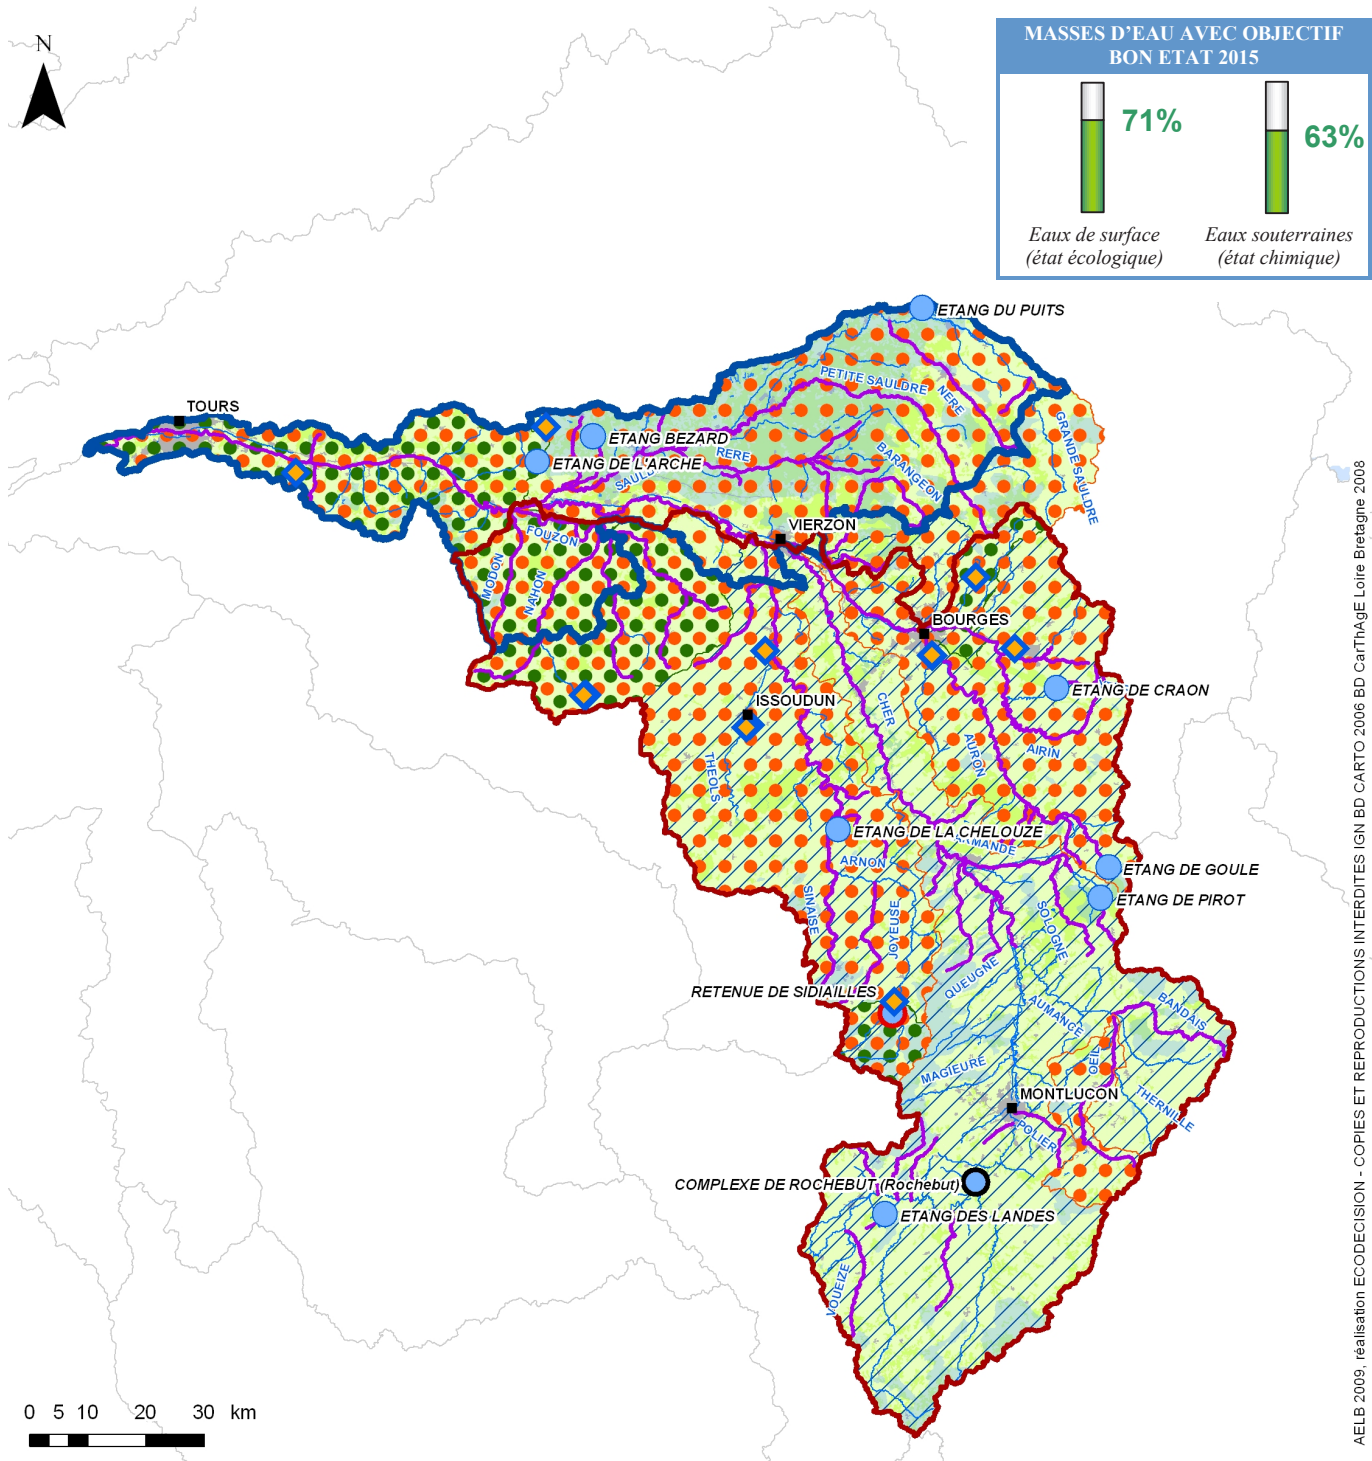 N
MASSES D'EAU AVEC OBJECTIF
BON ETAT 2015
71%
63%
Eaux de surface
(état écologique)
Eaux souterraines
(état chimique)
ETANG DU PUITS
PETITE SAULDRE
NERE
TOURS
GRANDE SAULDRE
ETANG BEZARD
RERE
BARANGEON
ETANG DE L'ARCHE
SAULD
VIERZON
FOUZON
MODON
NAHON
BOURGES
ETANG DE CRAON
ISSOUDUN
CHER
AURON
AIRIN
THEOLS
ETANG DE LA CHELOUZE
ARMANDE
ARNON
ETANG DE GOULE
ETANG DE PIROT
SINAISE
JOYEUSE
SOLOGNE
QUEUGNE
RETENUE DE SIDIAILLES
AUMANCE
BANDAIS
OEIL
MAGIEURE
MONTLUCON
THERNILLE
POLIER
COMPLEXE DE ROCHEBUT (Rochebut)
ETANG DES LANDES
VOUEIZE
0 5 10 20 30 km
AELB 2009, réalisation ECODECISION - COPIES ET REPRODUCTIONS INTERDITES IGN BD CARTO 2006 BD CarThAge Loire Bretagne 2008